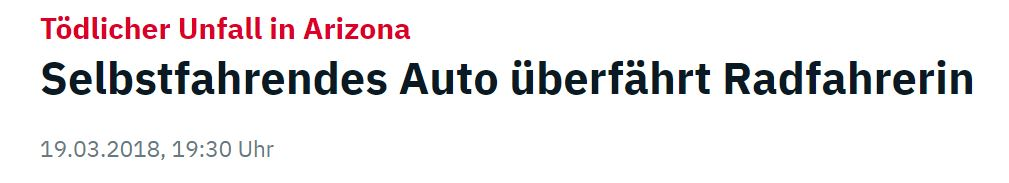 Tödlicher Unfall in Arizona
Selbstfahrendes Auto überfährt Radfahrerin
19.03.2018, 19:30 Uhr